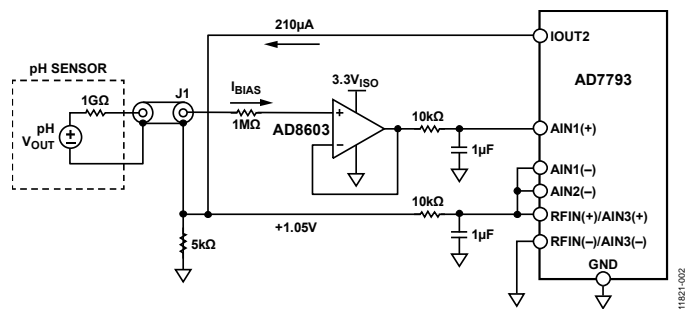 210µA
IOUT2
AD7793
pH SENSOR
J1
IBIAS
3.3VISO
1GΩ
1MΩ
+
AD8603
−
10kΩ
AIN1(+)
pH
VOUT
+
−
1µF
AIN1(–)
AIN2(–)
10kΩ
RFIN(+)/AIN3(+)
+1.05V
5kΩ
1µF
RFIN(–)/AIN3(–)
GND
11821-002